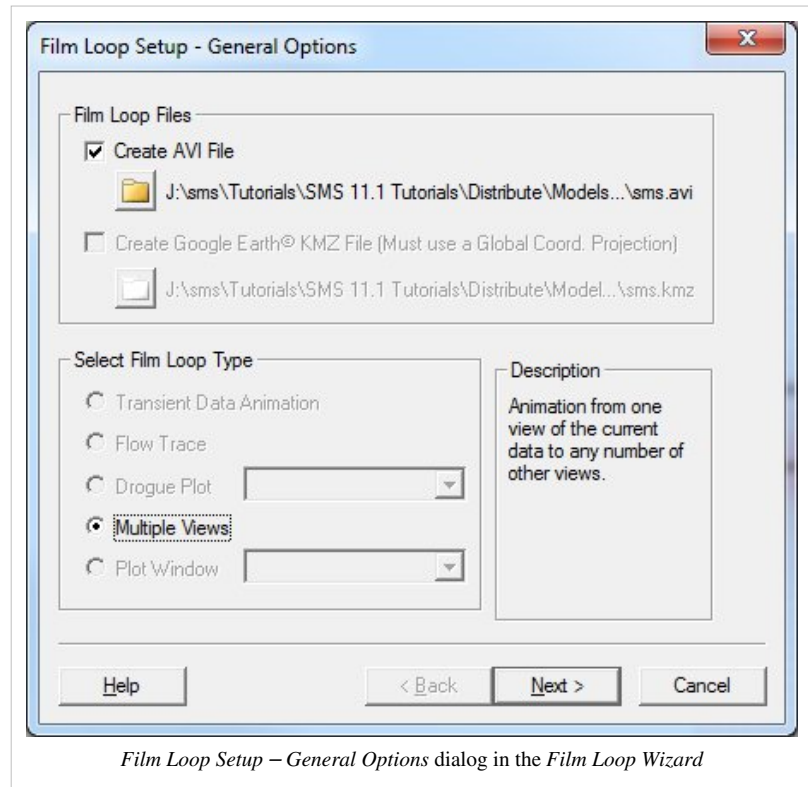 Film Loop Setup - General Options
Film Loop Files
Create AVI File
J:\sms\Tutorials\SMS 11.1 Tutorials\Distribute\Models...\sms.avi
Create Google Earth© KMZ File (Must use a Global Coord. Projection)
J:\sms\Tutorials\SMS 11.1 Tutorials\Distribute\Model...\sms.kmz
Select Film Loop Type
Transient Data Animation
Flow Trace
Drogue Plot
Multiple Views
Plot Window
Description
Animation from one
view of the current
data to any number of
other views.
Help
< Back
Next >
Cancel
Film Loop Setup – General Options dialog in the Film Loop Wizard